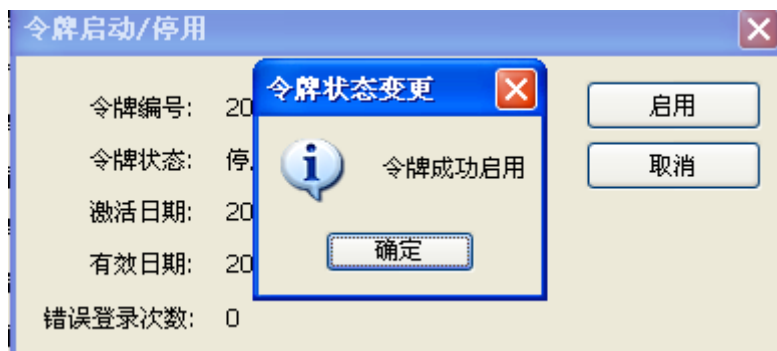 令牌启动/停用
令牌状态变更
令牌编号: 20
启用
令牌状态: 停
令牌成功启用
取消
激活日期: 20
有效日期: 20
确定
错误登录次数: 0